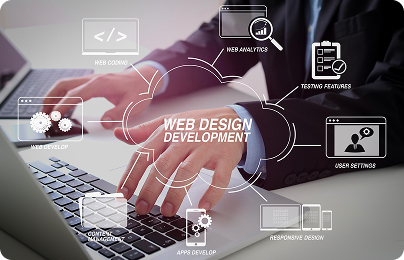 </>
WEB CODING
WEB ANALYTICS
TESTING FEATURES
WEB DESIGN
DEVELOPMENT
WEB DEVELOP
USER SETTINGS
CONTENT
MANAGEMENT
APPS DEVELOP
RESPONSIVE DESIGN